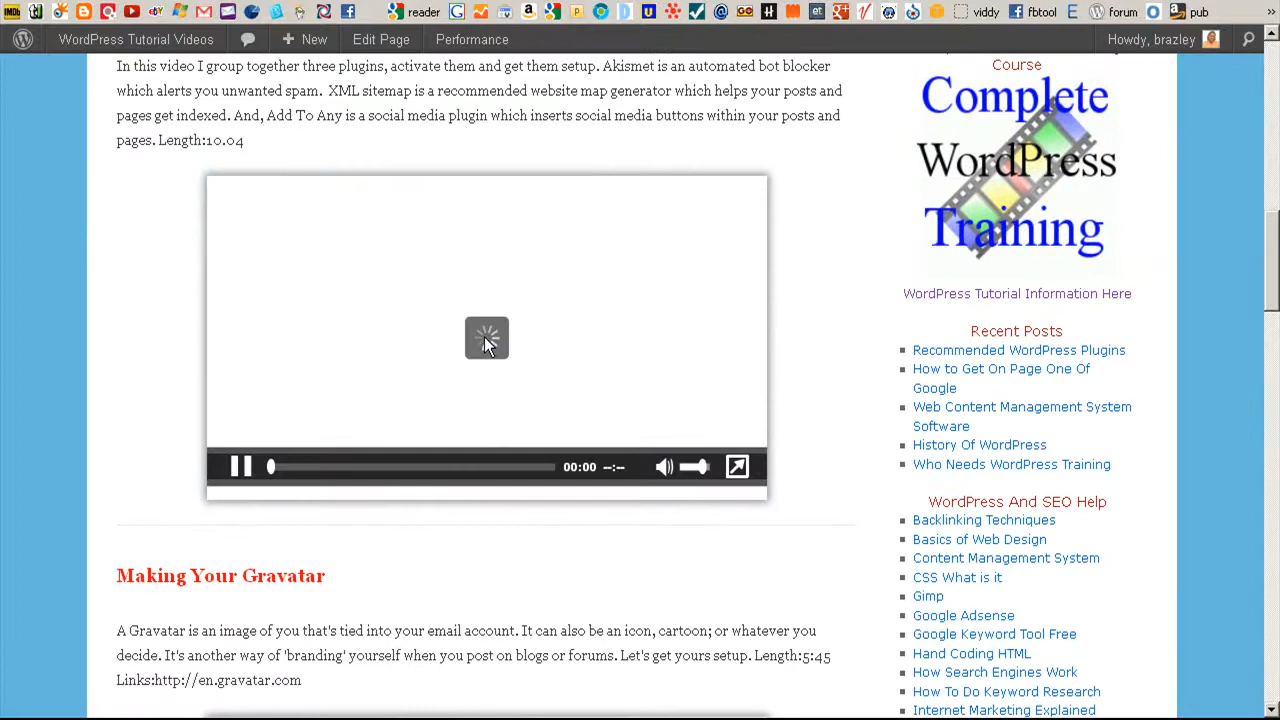 reader
viddy
fbtool
forum
pub
»
WordPress Tutorial Videos
New
Edit Page
Performance
Howdy, brazley
In this video I group together three plugins, activate them and get them setup. Akismet is an automated bot blocker
which alerts you unwanted spam. XML sitmap is a recommended website map generator which helps your posts and
pages get indexed. And, Add To Any is a social media plugin which inserts social media buttons within your posts and
pages. Length:10.04
00:00 --:--
Making Your Gravatar
A Gravatar is an image of you that's tied into your email account. It can also be an icon, cartoon; or whatever you
decide. It's another way of 'branding' yourself when you post on blogs or forums. Let's get yours setup. Length:5:45
Links:http://en.gravatar.com
Course
Complete
WordPress
Training
WordPress Tutorial Information Here
Recent Posts
Recommended WordPress Plugins
How to Get On Page One Of
Google
Web Content Management System
Software
History Of WordPress
Who Needs WordPress Training
WordPress And SEO Help
Backlinking Techniques
Basics of Web Design
Content Management System
CSS What is it
Gimp
Google Adsense
Google Keyword Tool Free
Hand Coding HTML
How Search Engines Work
How To Do Keyword Research
Internet Marketing Explained